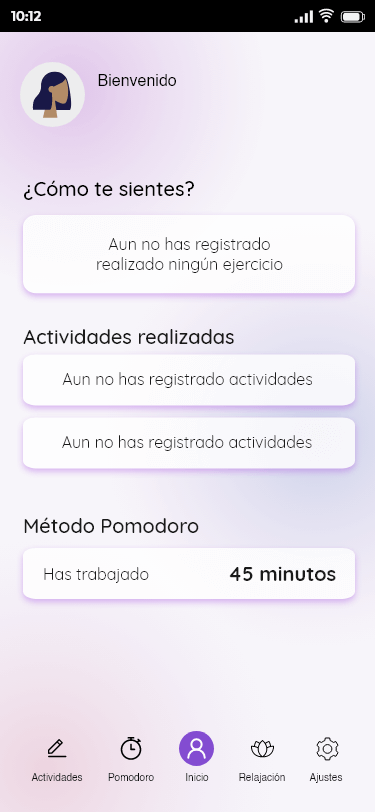 10:12
Bienvenido
¿Cómo te sientes?
Aun no has registrado
realizado ningún ejercicio
Actividades realizadas
Aun no has registrado actividades
Aun no has registrado actividades
Método Pomodoro
Has trabajado 45 minutos
Actividades Pomodoro Inicio Relajación Ajustes